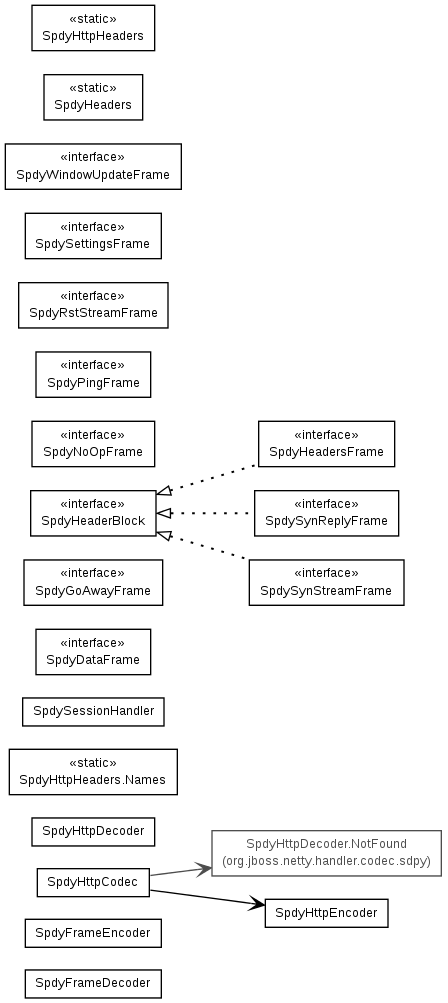 «static»
SpdyHttpHeaders
«static»
SpdyHeaders
«interface»
SpdyWindowUpdateFrame
«interface»
SpdySettingsFrame
«interface»
SpdyRstStreamFrame
«interface»
SpdyPingFrame
«interface»
SpdyNoOpFrame
«interface»
SpdyHeadersFrame
«interface»
SpdyHeaderBlock
«interface»
SpdySynReplyFrame
«interface»
SpdyGoAwayFrame
«interface»
SpdySynStreamFrame
«interface»
SpdyDataFrame
SpdySessionHandler
«static»
SpdyHttpHeaders.Names
SpdyHttpDecoder
SpdyHttpDecoder.NotFound
(org.jboss.netty.handler.codec.sdpy)
SpdyHttpCodec
SpdyHttpEncoder
SpdyFrameEncoder
SpdyFrameDecoder